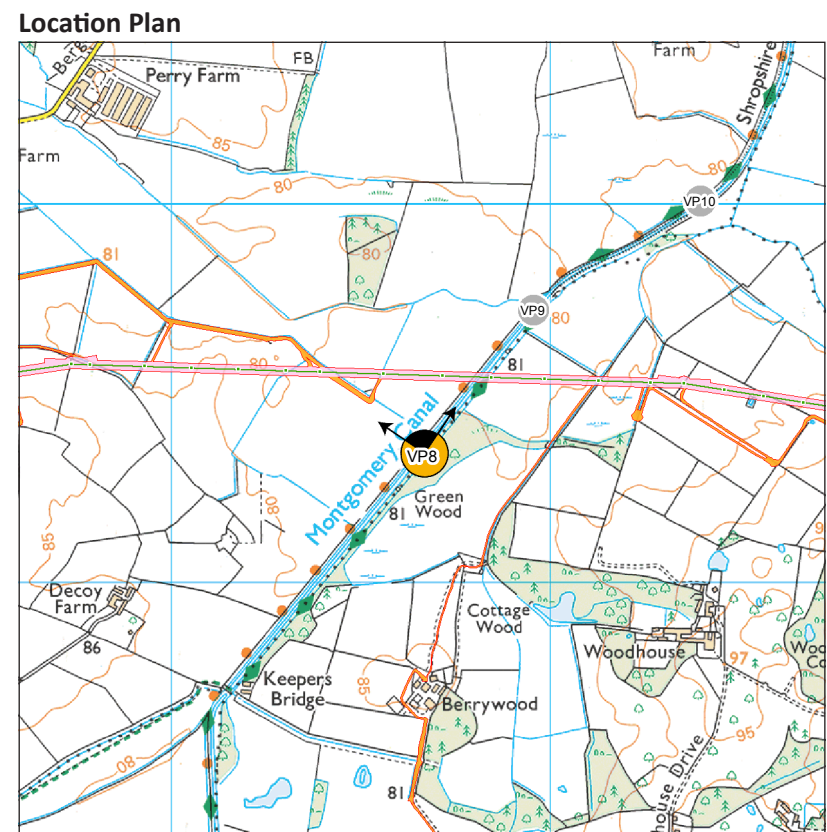 Location Plan
FB
Farm
Perry Farm
Shropshire
85
Farm
80
80
VP10
80
81
VP9
80
80
81
Montgomery Canal
VP8
Green
Wood
81
80
85
Decoy
Farm
86
Cottage
Wood
Woodhouse
97
Keepers
Bridge
85
Berrywood
95
80
81
house Drive